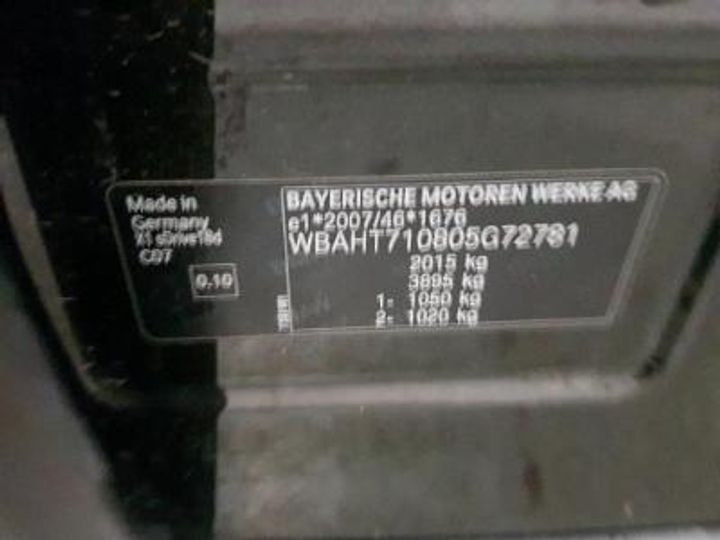 Made in
Germany
X1 sDrive18d
0.10
BAYERISCHE MOTOREN WERKE AG
e1*2007/46*1676
WBAHT710805G72781
2015 kg
3895 kg
1- 1050 kg
2- 1020 kg